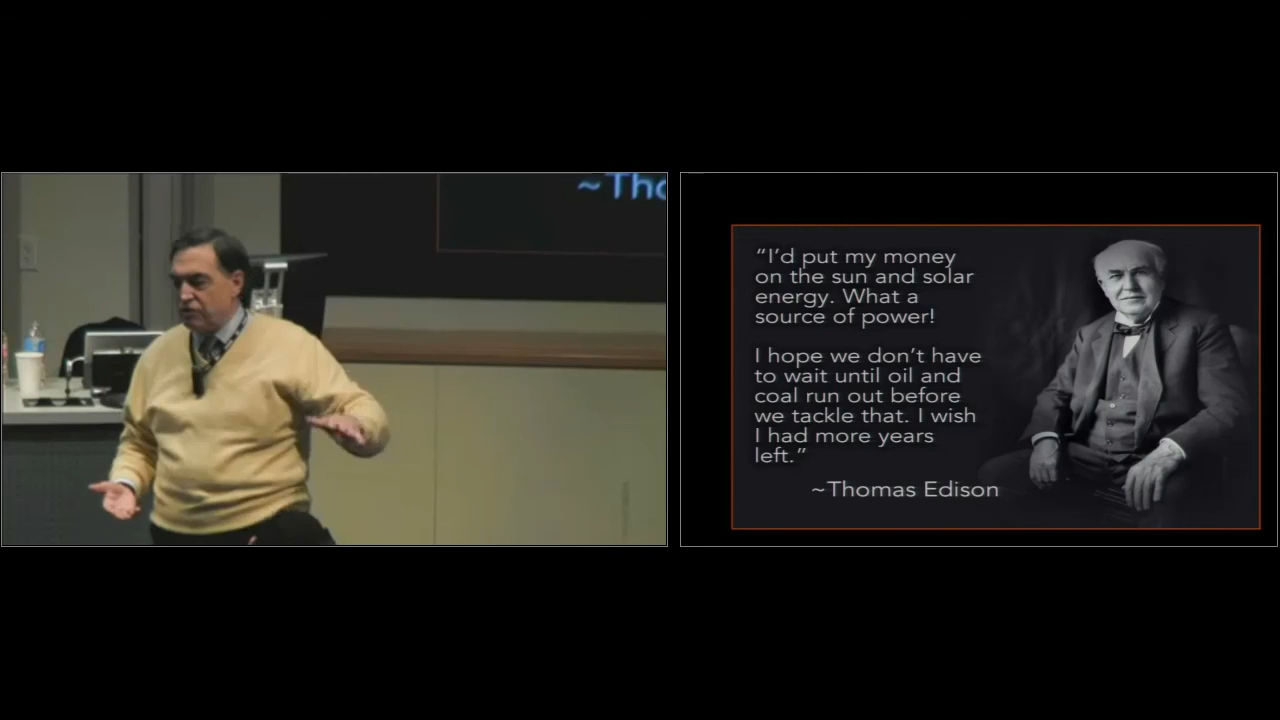 ~Tho
“I’d put my money
on the sun and solar
energy. What a
source of power!
I hope we don’t have
to wait until oil and
coal run out before
we tackle that. I wish
I had more years
left.”
~Thomas Edison